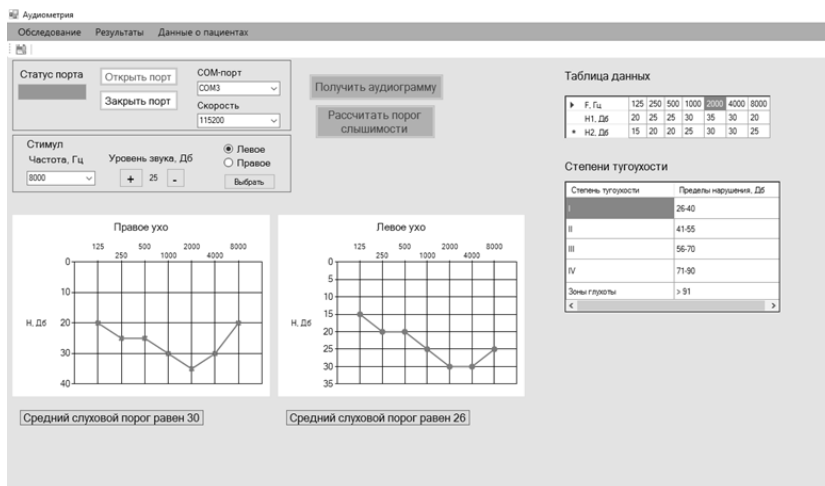 Аудиометрия
Обследование Результаты Данные о пациентах
Статус порта
Открыть порт
Закрыть порт
COM-порт
COM3
Скорость
115200
Стимул
Частота, Гц
8000
Уровень звука, Дб
+ 25 -
Левое
Правое
Выбрать
Получить аудиограмму
Рассчитать порог
слышимости
Таблица данных
F, Гц 125 250 500 1000 2000 4000 8000
H1, Дб 20 25 25 30 35 30 20
H2, Дб 15 20 20 25 30 30 25
Степени тугоухости
Степень тугоухости Пределы нарушения, Дб
I 26-40
II 41-55
III 56-70
IV 71-90
Зоны глухоты > 91
Правое ухо
125 500 2000 8000
250 1000 4000
0
10
H, Дб 20
30
40
Средний слуховой порог равен 30
Левое ухо
125 500 2000 8000
250 1000 4000
0
5
10
15
H, Дб 20
25
30
35
Средний слуховой порог равен 26